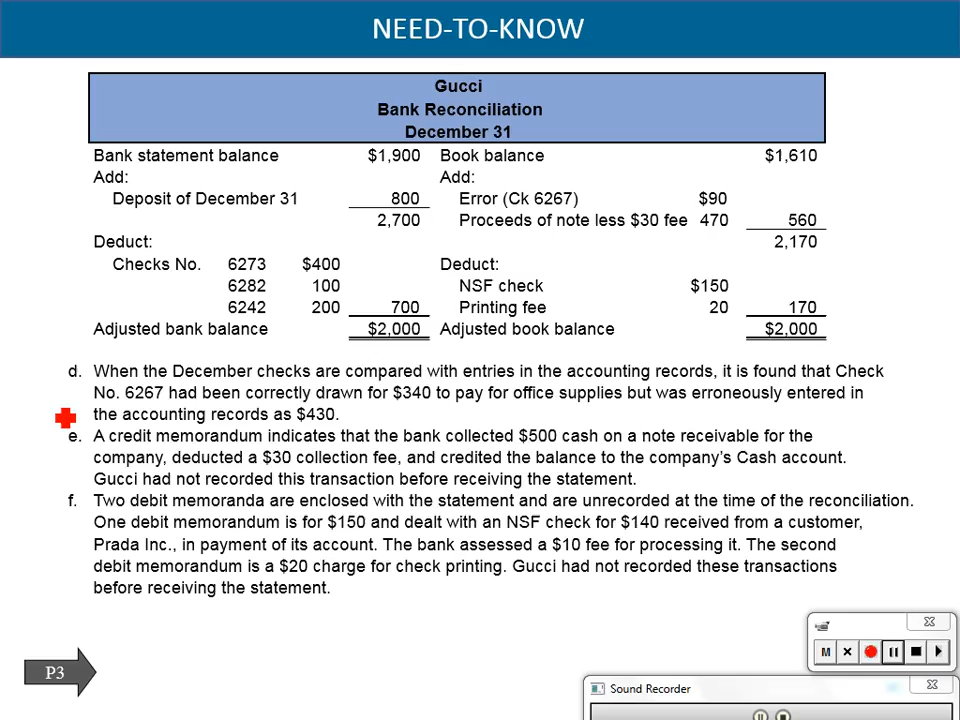 NEED-TO-KNOW
Gucci
Bank Reconciliation
December 31
Bank statement balance $1,900 Book balance $1,610
Add: Add:
Deposit of December 31 800 Error (Ck 6267) $90
2,700 Proceeds of note less $30 fee 470 560
Deduct: 2,170
Checks No. 6273 $400 Deduct:
6282 100 NSF check $150
6242 200 700 Printing fee 20 170
Adjusted bank balance $2,000 Adjusted book balance $2,000
d. When the December checks are compared with entries in the accounting records, it is found that Check
No. 6267 had been correctly drawn for $340 to pay for office supplies but was erroneously entered in
the accounting records as $430.
e. A credit memorandum indicates that the bank collected $500 cash on a note receivable for the
company, deducted a $30 collection fee, and credited the balance to the company’s Cash account.
Gucci had not recorded this transaction before receiving the statement.
f. Two debit memoranda are enclosed with the statement and are unrecorded at the time of the reconciliation.
One debit memorandum is for $150 and dealt with an NSF check for $140 received from a customer,
Prada Inc., in payment of its account. The bank assessed a $10 fee for processing it. The second
debit memorandum is a $20 charge for check printing. Gucci had not recorded these transactions
before receiving the statement.
M
P3
Sound Recorder